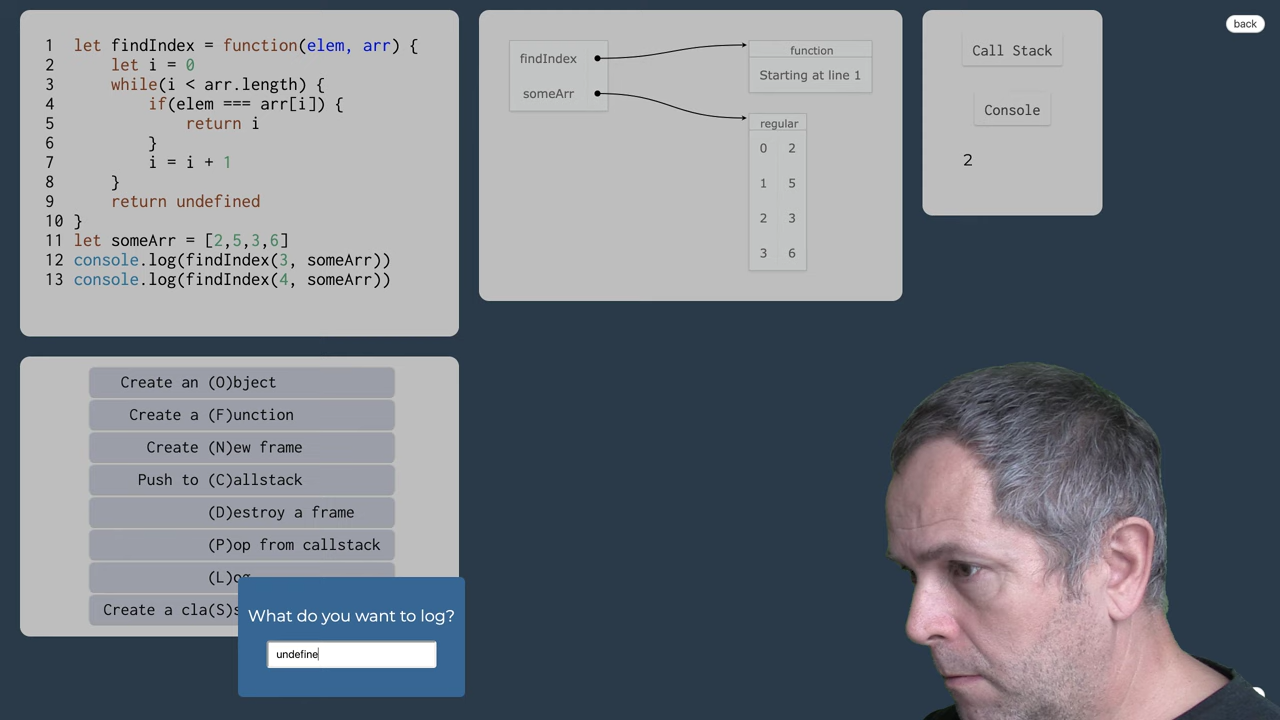 1 let findIndex = function(elem, arr) {
2 let i = 0
3 while(i < arr.length) {
4 if(elem === arr[i]) {
5 return i
6 }
7 i = i + 1
8 }
9 return undefined
10 }
11 let someArr = [2,5,3,6]
12 console.log(findIndex(3, someArr))
13 console.log(findIndex(4, someArr))
findIndex
someArr
function
Starting at line 1
regular
0 2
1 5
2 3
3 6
Call Stack
Console
2
back
Create an (O)bject
Create a (F)unction
Create (N)ew frame
Push to (C)allstack
(D)estroy a frame
(P)op from callstack
(L)og
Create a cla(S)s
What do you want to log?
undefine